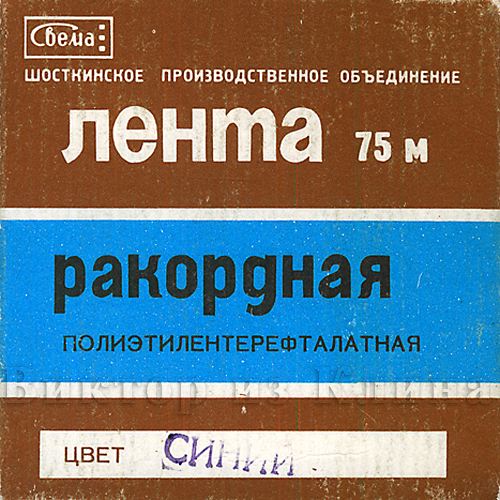 Свема
ШОСТКИНСКОЕ ПРОИЗВОДСТВЕННОЕ ОБЪЕДИНЕНИЕ
лента 75 м
ракордная
ПОЛИЭТИЛЕНТЕРЕФТАЛАТНАЯ
Виктор из Клина
ЦВЕТ СИНИЙ